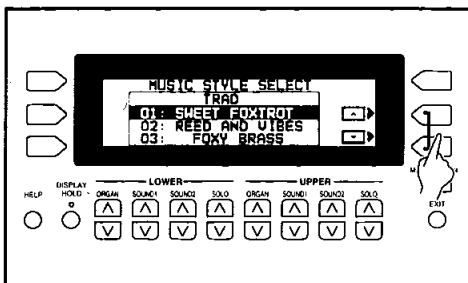 MUSIC STYLE SELECT
TRAD
01: SWEET FOXTROT
02: REED AND VIBES
03: FOXY BRASS
LOWER UPPER
HELP DISPLAY HOLD ORGAN SOUND1 SOUND2 SOLO ORGAN SOUND1 SOUND2 SOLO EXIT